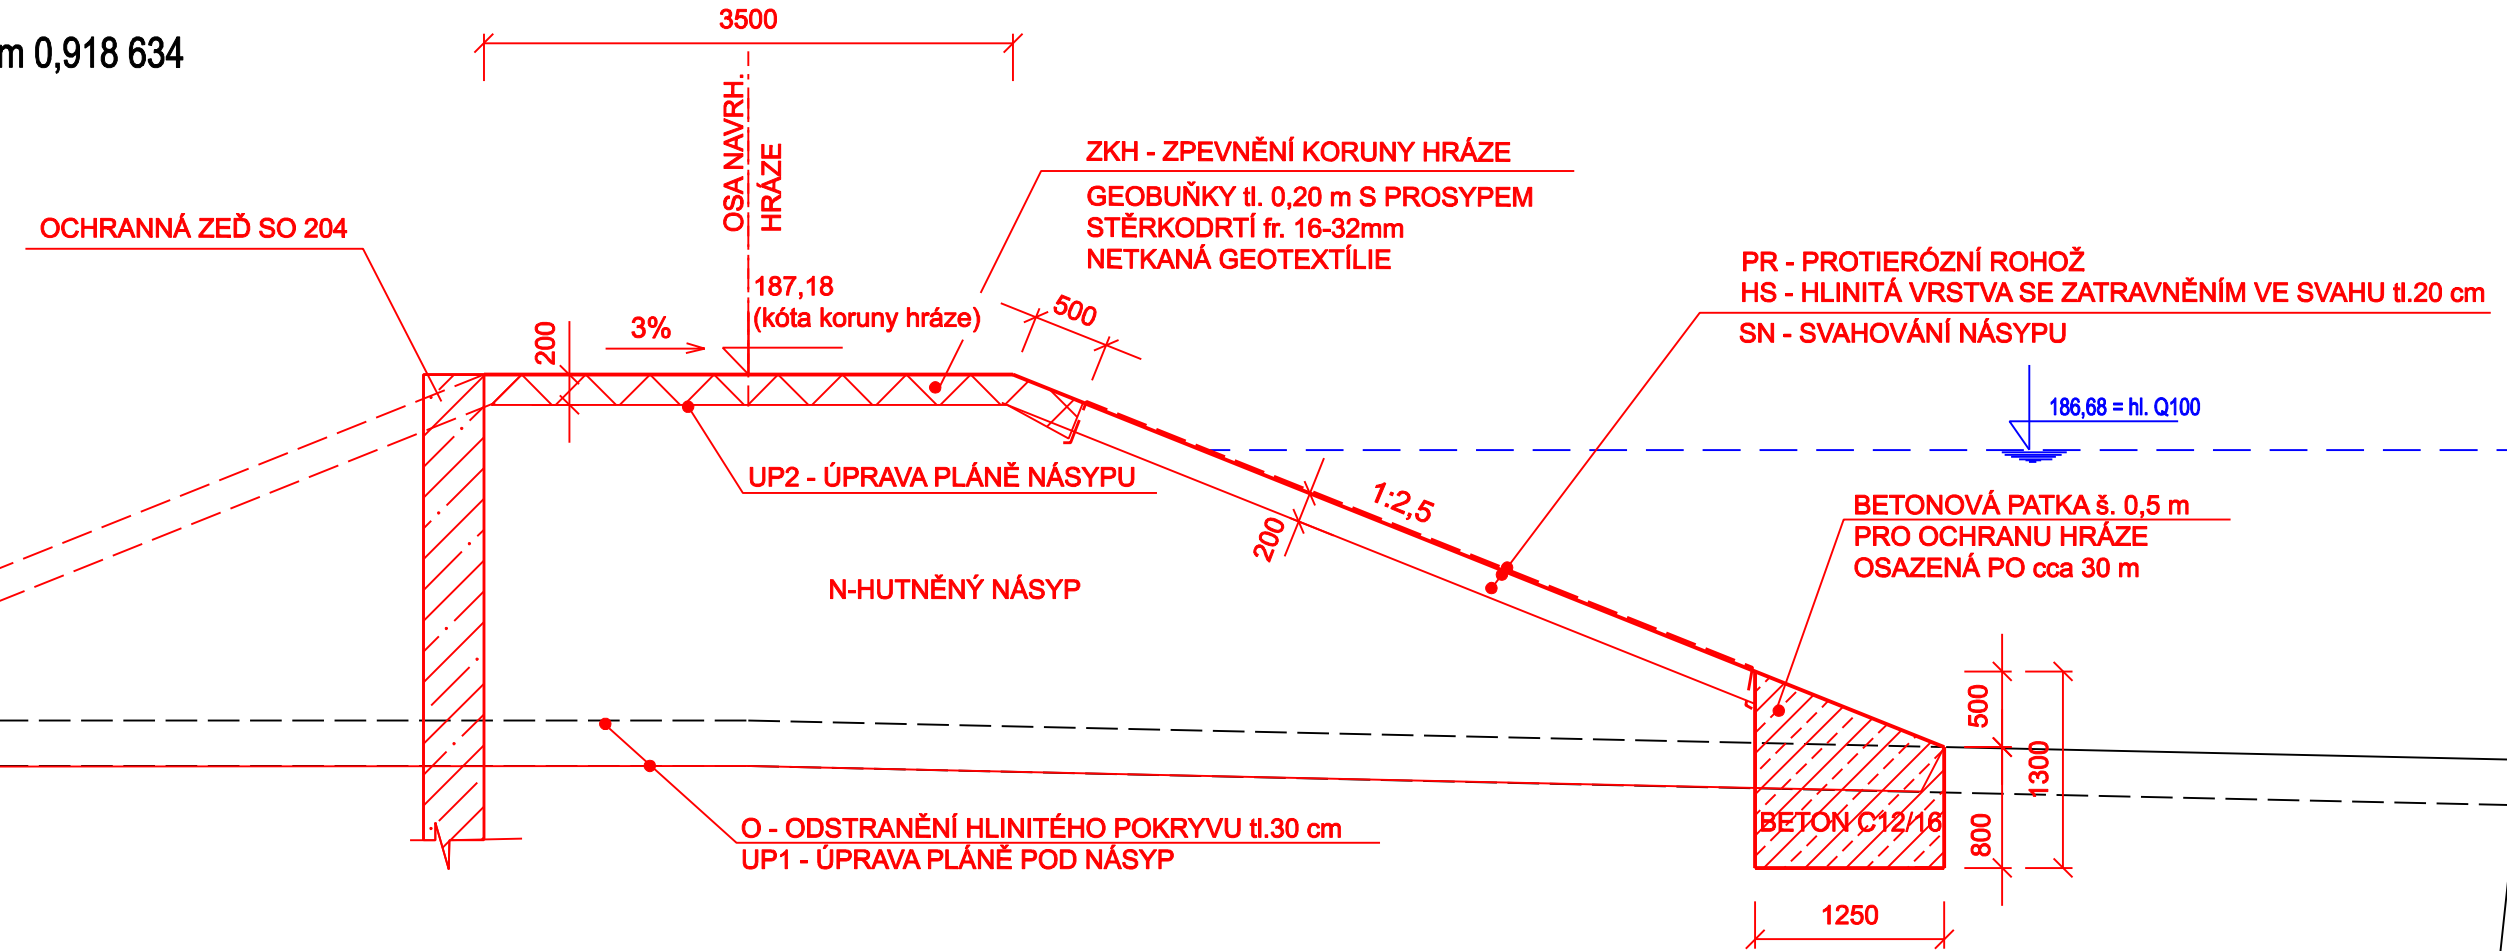 3500
m 0,918 634
OSA NAVRH.
HRÁZE
ZKH - ZPEVNĚNÍ KORUNY HRÁZE
GEOBUŇKY tl. 0,20 m S PROSYPEM
STĚRKODRTÍ fr. 16-32mm
NETKANÁ GEOTEXTÍLIE
OCHRANNÁ ZEĎ SO 204
PR - PROTIERÓZNÍ ROHOŽ
HS - HLINITÁ VRSTVA SE ZATRAVNĚNÍM VE SVAHU tl.20 cm
SN - SVAHOVÁNÍ NÁSYPU
187,18
(kóta koruny hráze)
500
3%
200
186,68 = hl. Q100
UP2 - ÚPRAVA PLÁNĚ NÁSYPU
1:2,5
200
BETONOVÁ PATKA š. 0,5 m
PRO OCHRANU HRÁZE
OSAZENÁ PO cca 30 m
N-HUTNĚNÝ NÁSYP
500
1300
800
BETON C12/16
O - ODSTRANĚNÍ HLINITÉHO POKRYVU tl.30 cm
UP1 - ÚPRAVA PLÁNĚ POD NÁSYP
1250